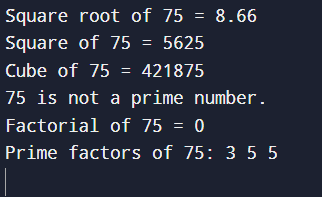 Square root of 75 = 8.66
Square of 75 = 5625
Cube of 75 = 421875
75 is not a prime number.
Factorial of 75 = 0
Prime factors of 75: 3 5 5